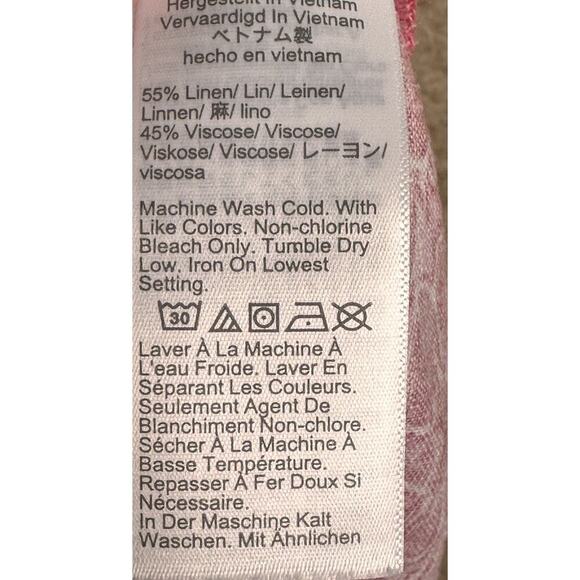 Hergestellt In Vietnam
Vervaardigd In Vietnam
ベトナム製
hecho en vietnam
55% Linen/ Lin/ Leinen/
Linnen/ 麻/ lino
45% Viscose/ Viscose/
Viskose/ Viscose/ レーヨン/
viscosa
Machine Wash Cold. With
Like Colors. Non-chlorine
Bleach Only. Tumble Dry
Low. Iron On Lowest
Setting.
30
Laver À La Machine À
L'eau Froide. Laver En
Séparant Les Couleurs.
Seulement Agent De
Blanchiment Non-chlore.
Sécher À La Machine À
Basse Température.
Repasser À Fer Doux Si
Nécessaire.
In Der Maschine Kalt
Waschen. Mit Ähnlichen